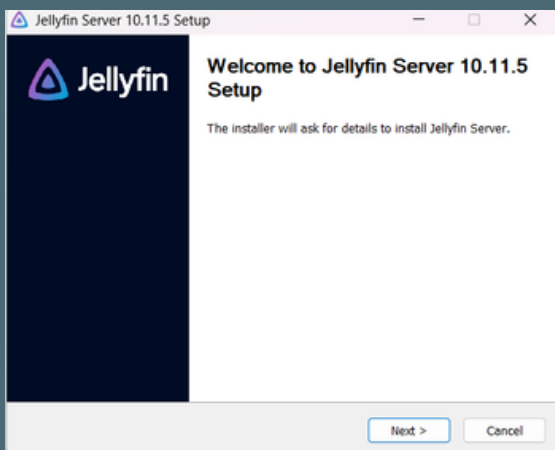 Jellyfin Server 10.11.5 Setup
Jellyfin
Welcome to Jellyfin Server 10.11.5
Setup
The installer will ask for details to install Jellyfin Server.
Next >
Cancel